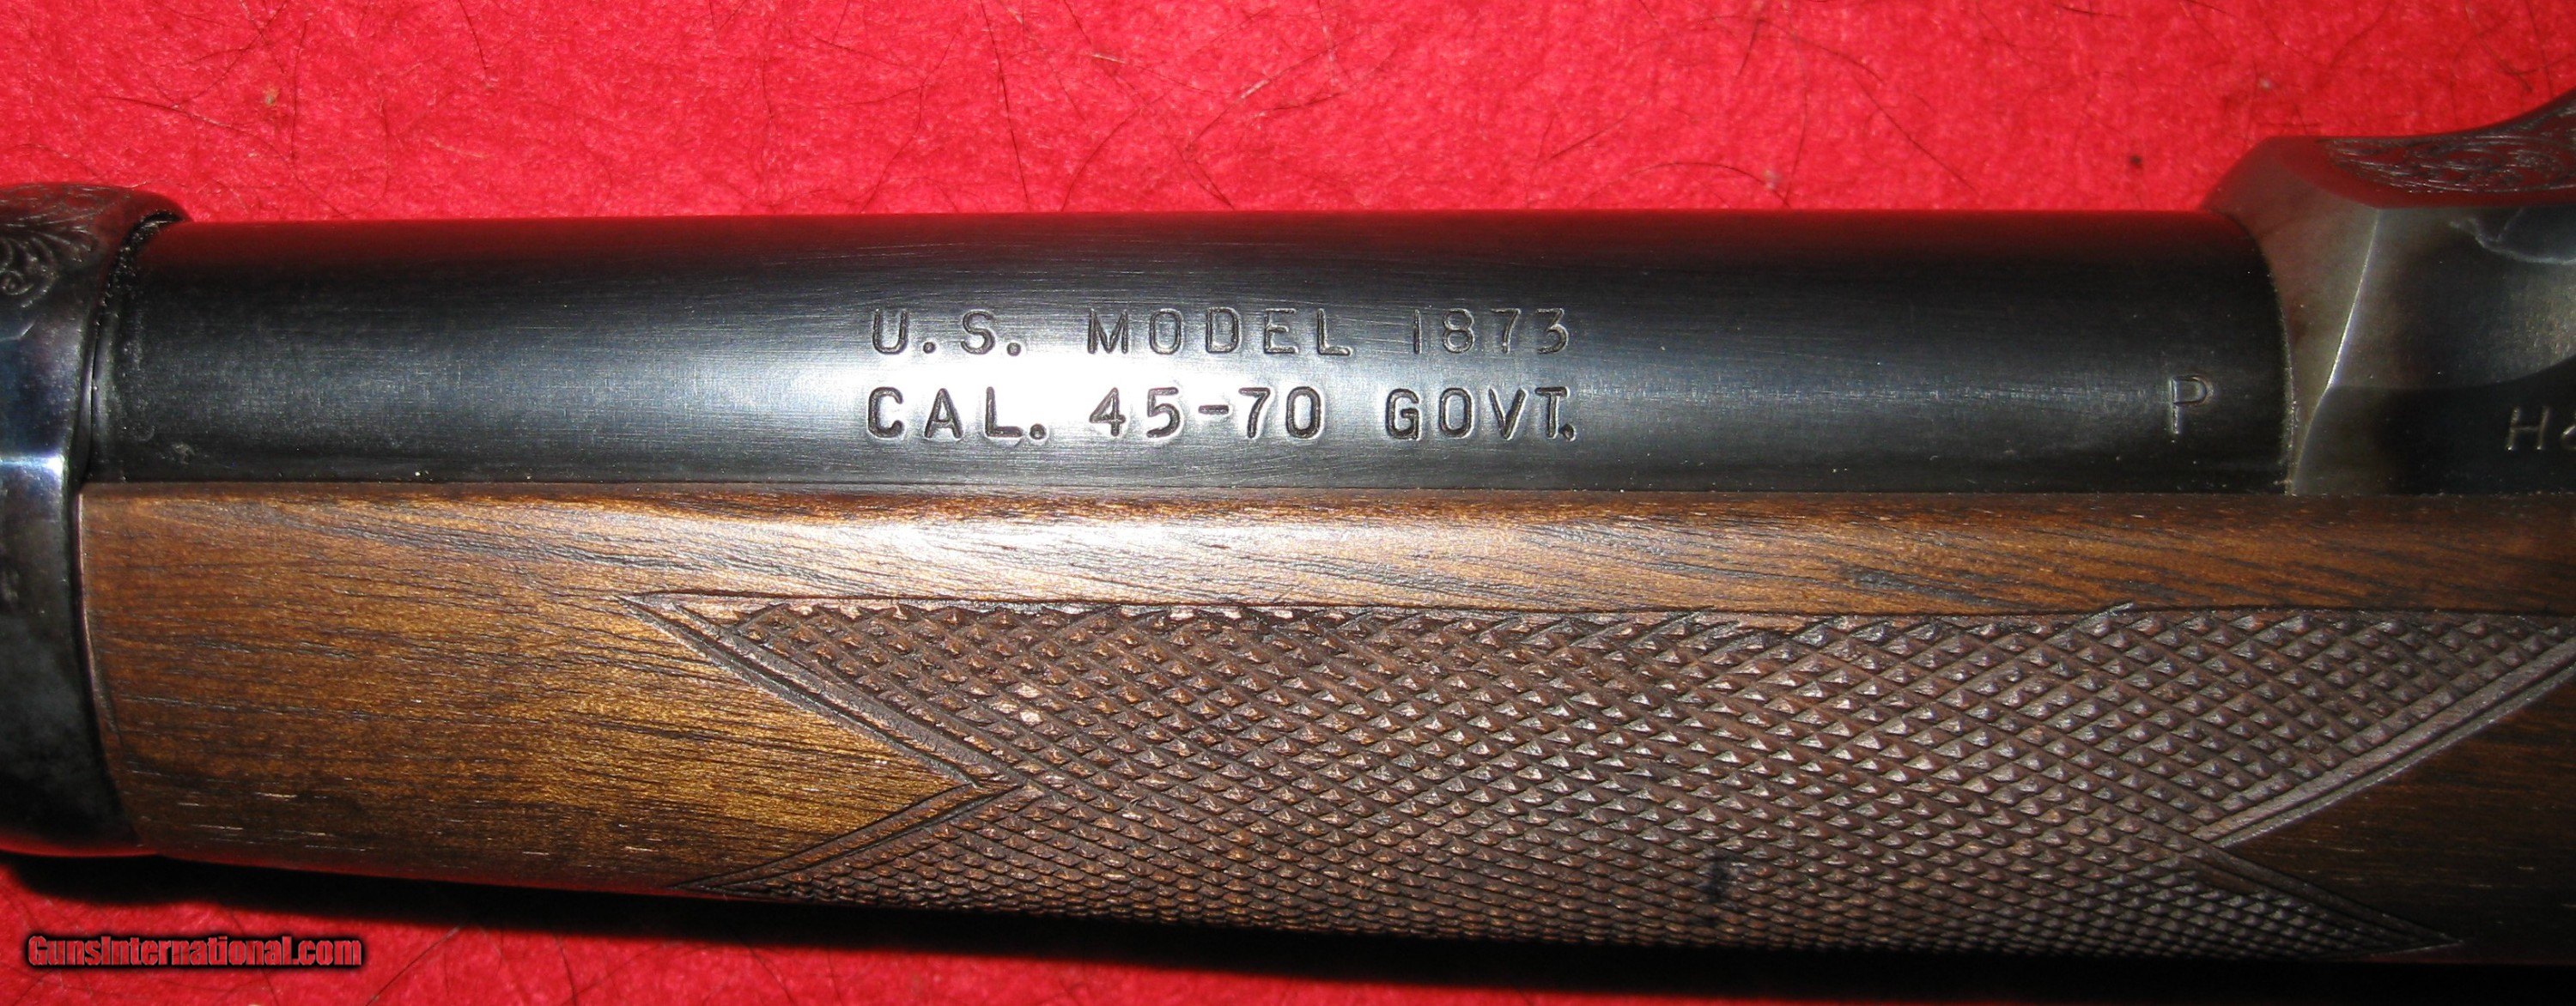 U.S. MODEL 1873
CAL. 45-70 GOVT.
P
H
GunsInternational.com